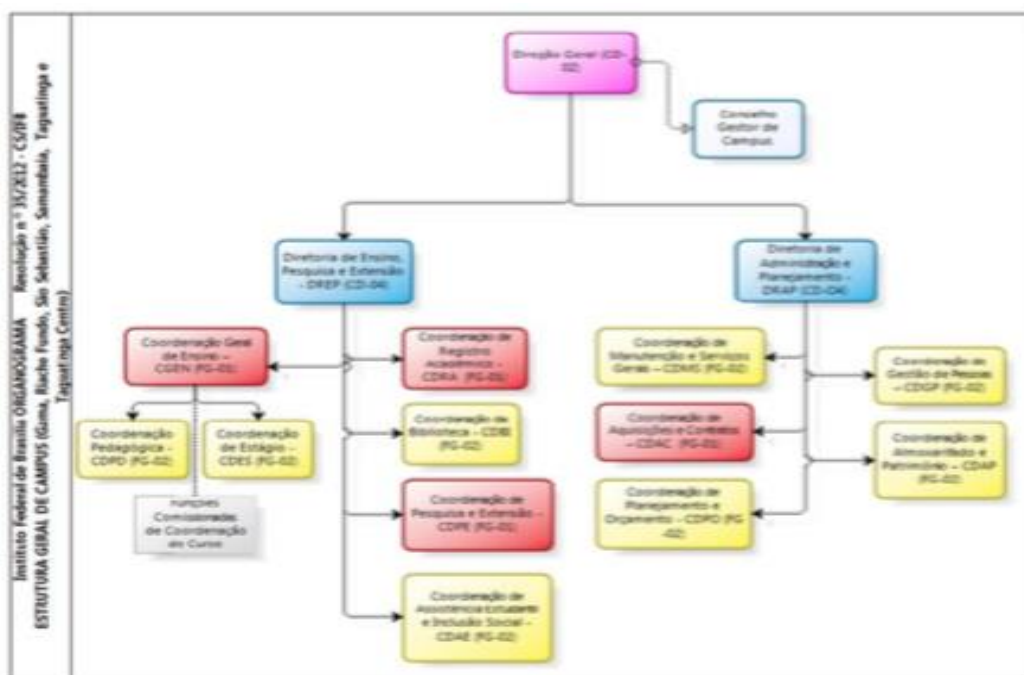 Instituto Federal de Brasília ORGANOGRAMA Resolução n° 35/2012 - CS/IFB
ESTRUTURA GERAL DE CAMPUS (Gama, Riacho Fundo, São Sebastião, Samambaia, Taguatinga e
Taguatinga Centro)
Direção Geral (CD-
02)
Conselho
Gestor de
Campus
Diretoria de Ensino,
Pesquisa e Extensão
- DREP (CD-04)
Diretoria de
Administração e
Planejamento -
DRAP (CD-04)
Coordenação Geral
de Ensino –
CGEN (FG-01)
Coordenação de
Registro
Acadêmico –
CDRA (FG-01)
Coordenação de
Manutenção e Serviços
Gerais – CDMS (FG-02)
Coordenação de
Gestão de Pessoas
– CDGP (FG-02)
Coordenação
Pedagógica –
CDPD (FG-02)
Coordenação
de Estágio –
CDES (FG-02)
Coordenação de
Biblioteca – CDBI
(FG-02)
Coordenação de
Aquisições e Contratos
– CDAC (FG-01)
Coordenação de
Almoxarifado e
Patrimônio – CDAP
(FG-02)
Funções
Comissionadas
de Coordenação
de Curso
Coordenação de
Pesquisa e Extensão –
CDPE (FG-01)
Coordenação de
Planejamento e
Orçamento – CDPO (FG
-02)
Coordenação de
Assistência Estudantil
e Inclusão Social –
CDAE (FG-02)